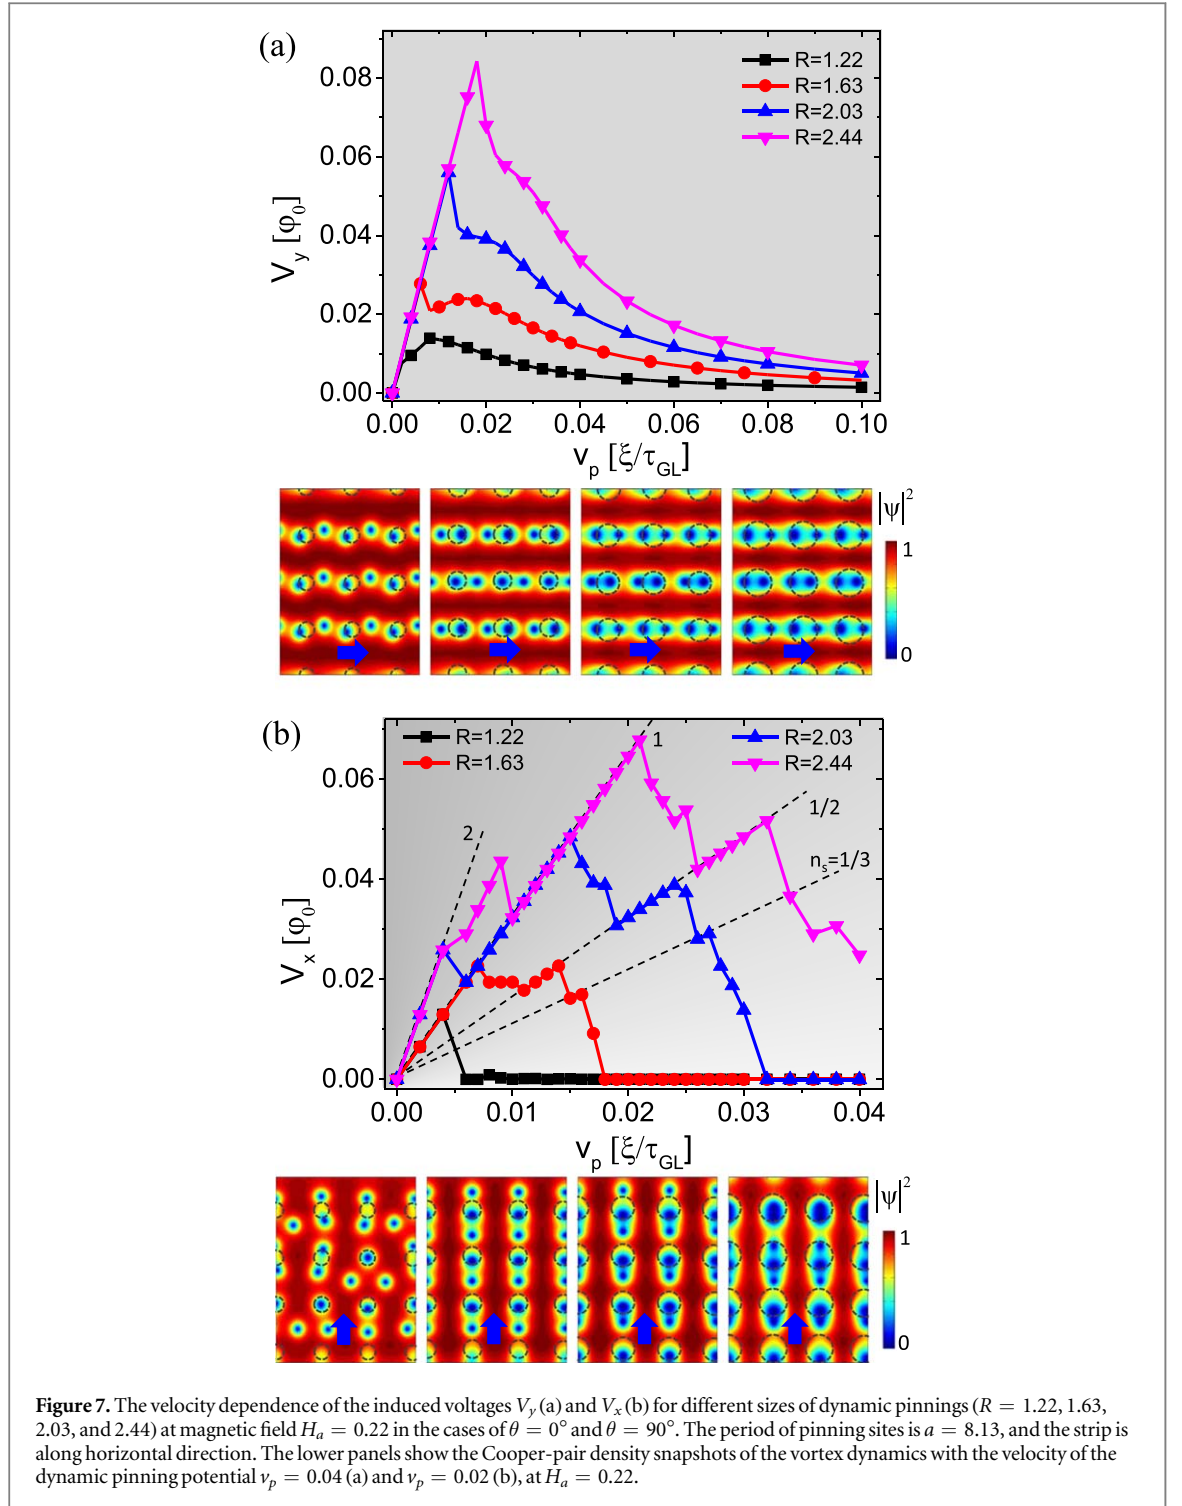 (a)
R=1.22
R=1.63
R=2.03
R=2.44
0.08
0.06
0.04
0.02
0.00
V_y [φ_0]
0.00 0.02 0.04 0.06 0.08 0.10
v_p [ξ/τ_GL]
|ψ|^2
1
0
(b)
R=1.22
R=1.63
R=2.03
R=2.44
1
2
1/2
n_s=1/3
0.06
0.04
0.02
0.00
V_x [φ_0]
0.00 0.01 0.02 0.03 0.04
v_p [ξ/τ_GL]
|ψ|^2
1
0
Figure 7. The velocity dependence of the induced voltages V_y (a) and V_x (b) for different sizes of dynamic pinnings (R = 1.22, 1.63,
2.03, and 2.44) at magnetic field H_a = 0.22 in the cases of θ = 0° and θ = 90°. The period of pinning sites is a = 8.13, and the strip is
along horizontal direction. The lower panels show the Cooper-pair density snapshots of the vortex dynamics with the velocity of the
dynamic pinning potential v_p = 0.04 (a) and v_p = 0.02 (b), at H_a = 0.22.